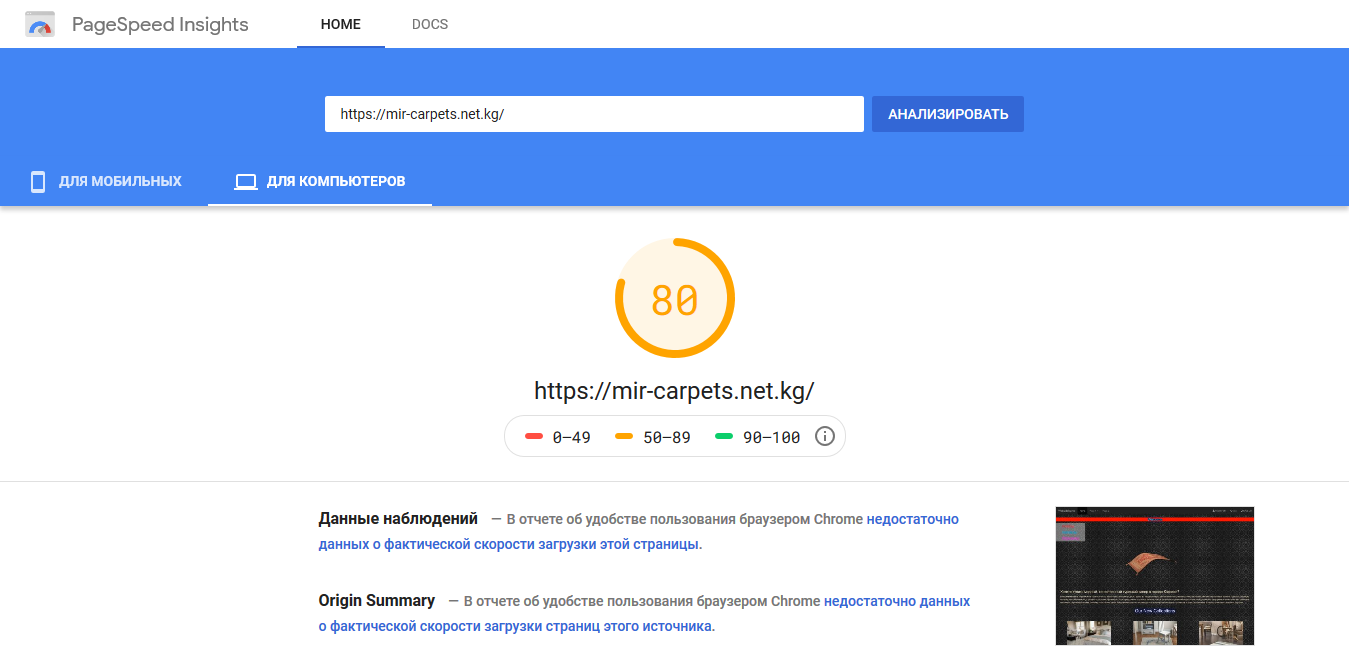 PageSpeed Insights
HOME
DOCS
https://mir-carpets.net.kg/
АНАЛИЗИРОВАТЬ
ДЛЯ МОБИЛЬНЫХ
ДЛЯ КОМПЬЮТЕРОВ
80
https://mir-carpets.net.kg/
0–49
50–89
90–100
Данные наблюдений — В отчете об удобстве пользования браузером Chrome недостаточно
данных о фактической скорости загрузки этой страницы.
Origin Summary — В отчете об удобстве пользования браузером Chrome недостаточно данных
о фактической скорости загрузки страниц этого источника.
Our New Collections